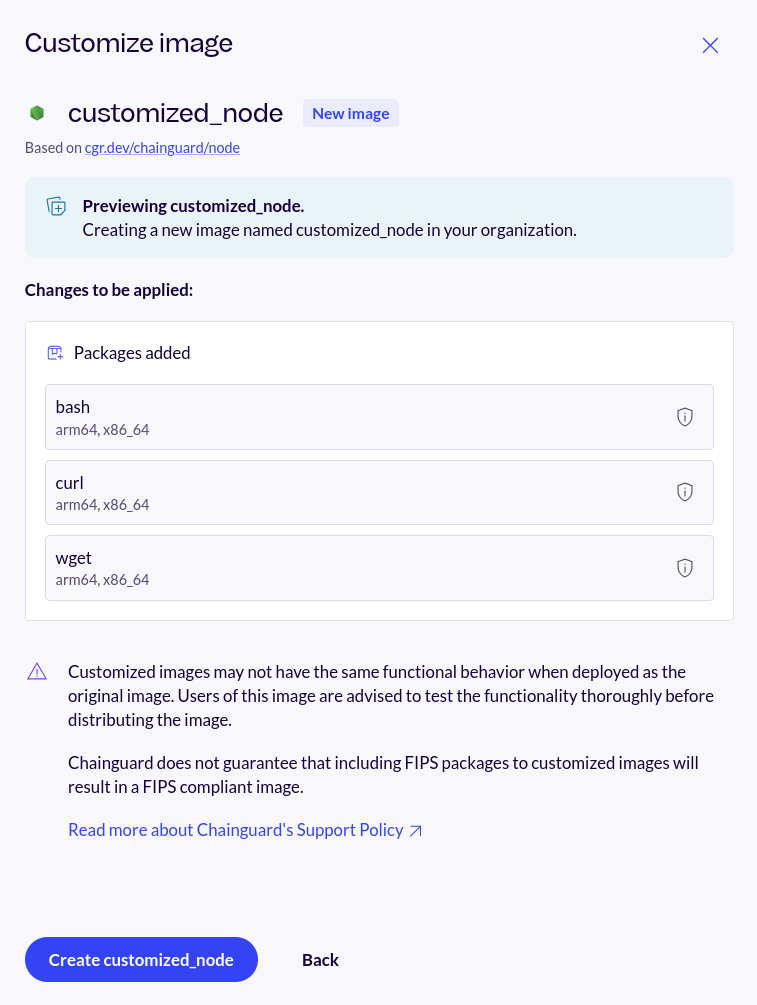 Customize image
customized_node New image
Based on cgr.dev/chainguard/node
Previewing customized_node.
Creating a new image named customized_node in your organization.
Changes to be applied:
Packages added
bash
arm64, x86_64
curl
arm64, x86_64
wget
arm64, x86_64
Customized images may not have the same functional behavior when deployed as the
original image. Users of this image are advised to test the functionality thoroughly before
distributing the image.
Chainguard does not guarantee that including FIPS packages to customized images will
result in a FIPS compliant image.
Read more about Chainguard's Support Policy
Create customized_node Back